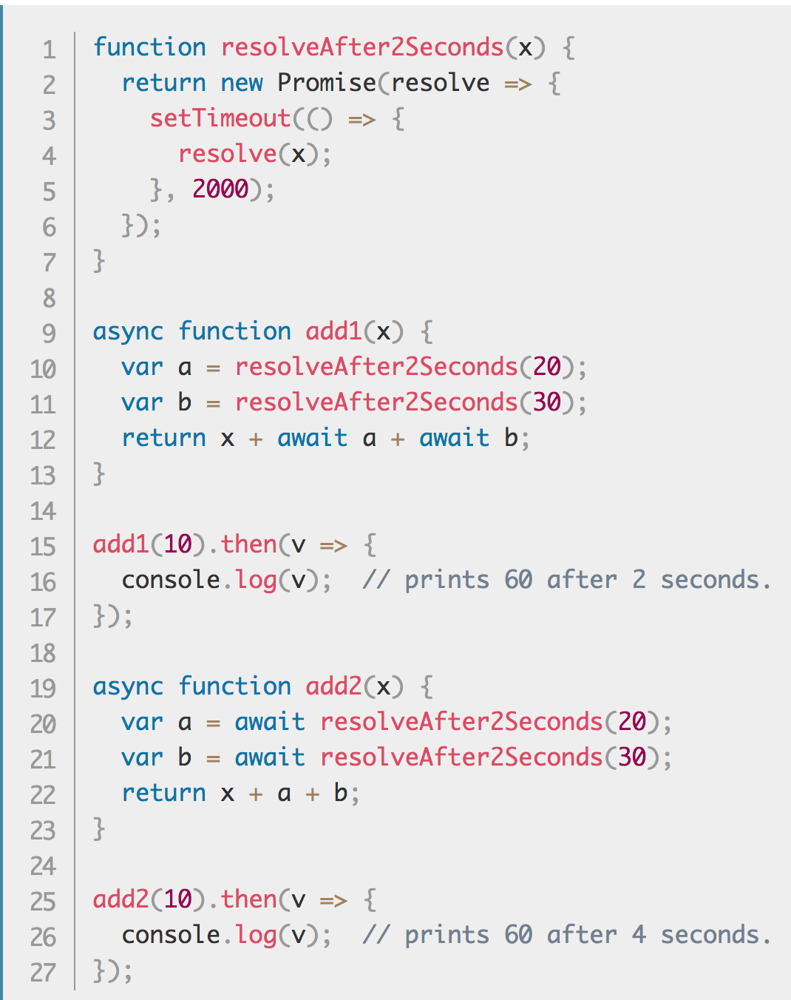 1 function resolveAfter2Seconds(x) {
2   return new Promise(resolve => {
3     setTimeout(() => {
4       resolve(x);
5     }, 2000);
6   });
7 }
8
9 async function add1(x) {
10   var a = resolveAfter2Seconds(20);
11   var b = resolveAfter2Seconds(30);
12   return x + await a + await b;
13 }
14
15 add1(10).then(v => {
16   console.log(v);  // prints 60 after 2 seconds.
17 });
18
19 async function add2(x) {
20   var a = await resolveAfter2Seconds(20);
21   var b = await resolveAfter2Seconds(30);
22   return x + a + b;
23 }
24
25 add2(10).then(v => {
26   console.log(v);  // prints 60 after 4 seconds.
27 });